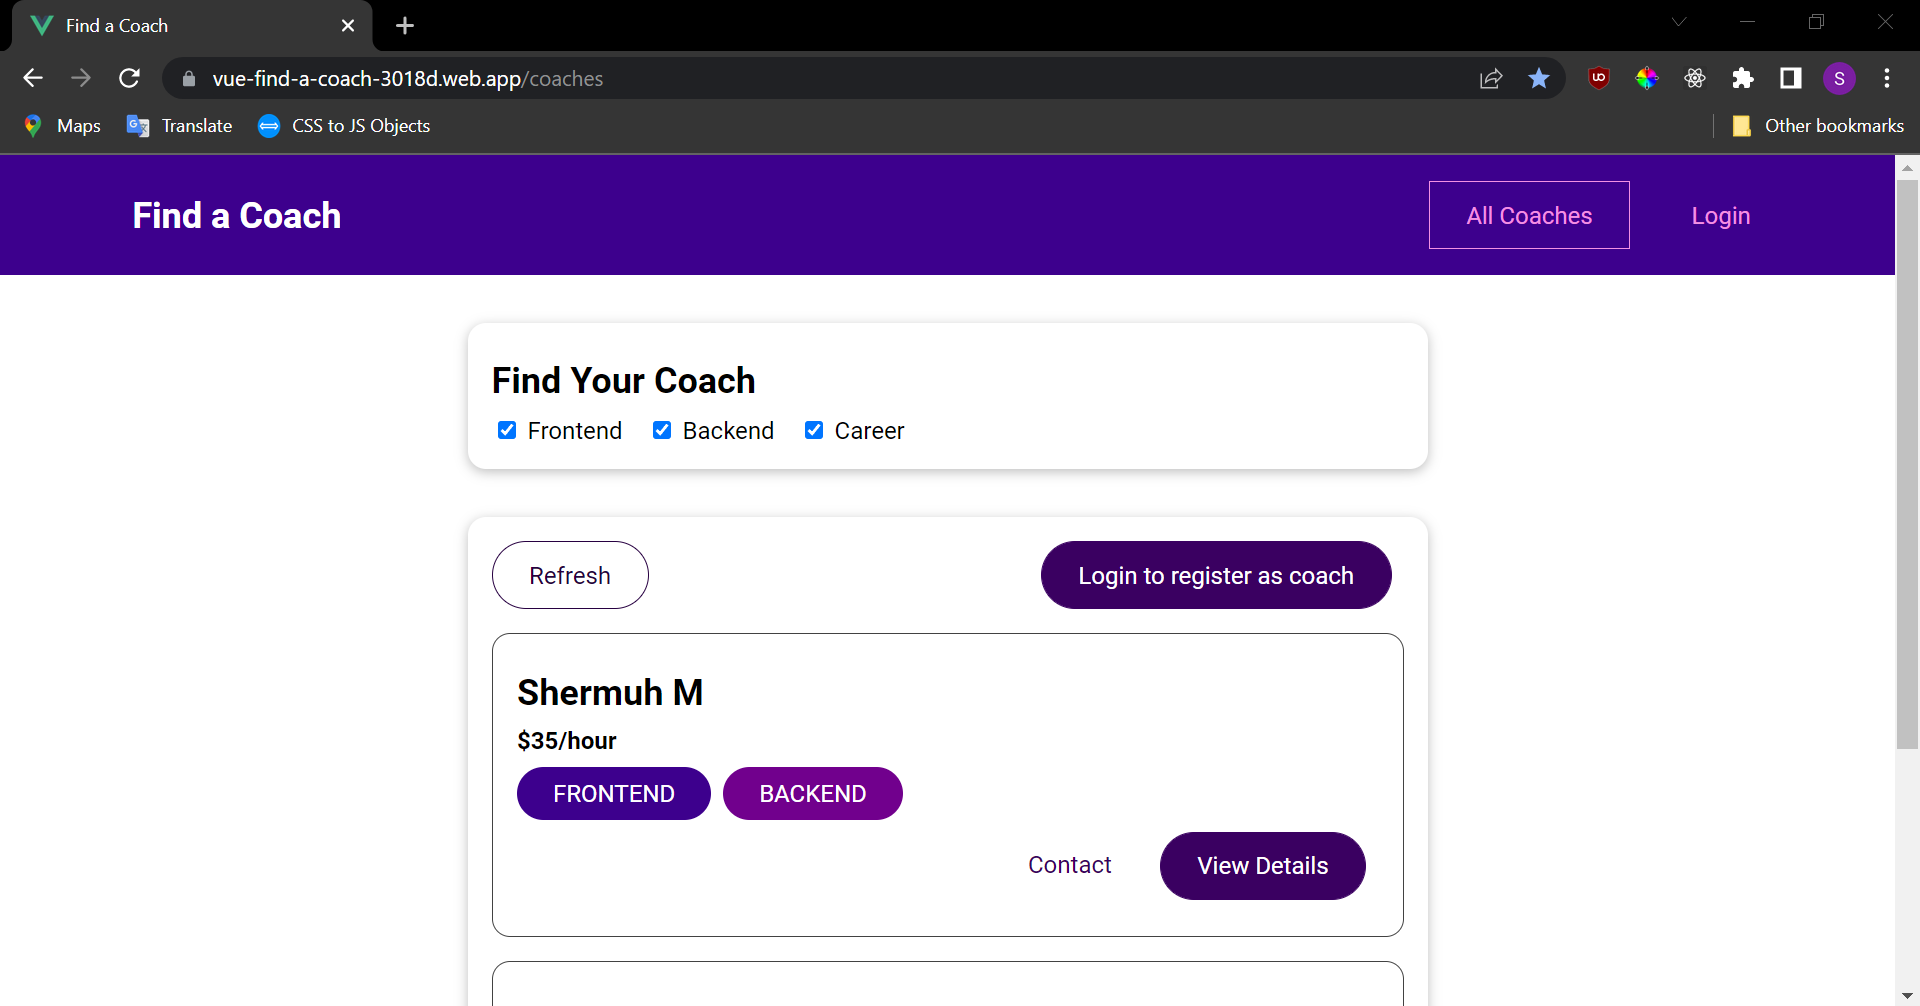 Find a Coach
vue-find-a-coach-3018d.web.app/coaches
S
Maps Translate CSS to JS Objects Other bookmarks
Find a Coach All Coaches Login
Find Your Coach
Frontend Backend Career
Refresh Login to register as coach
Shermuh M
$35/hour
FRONTEND BACKEND
Contact View Details